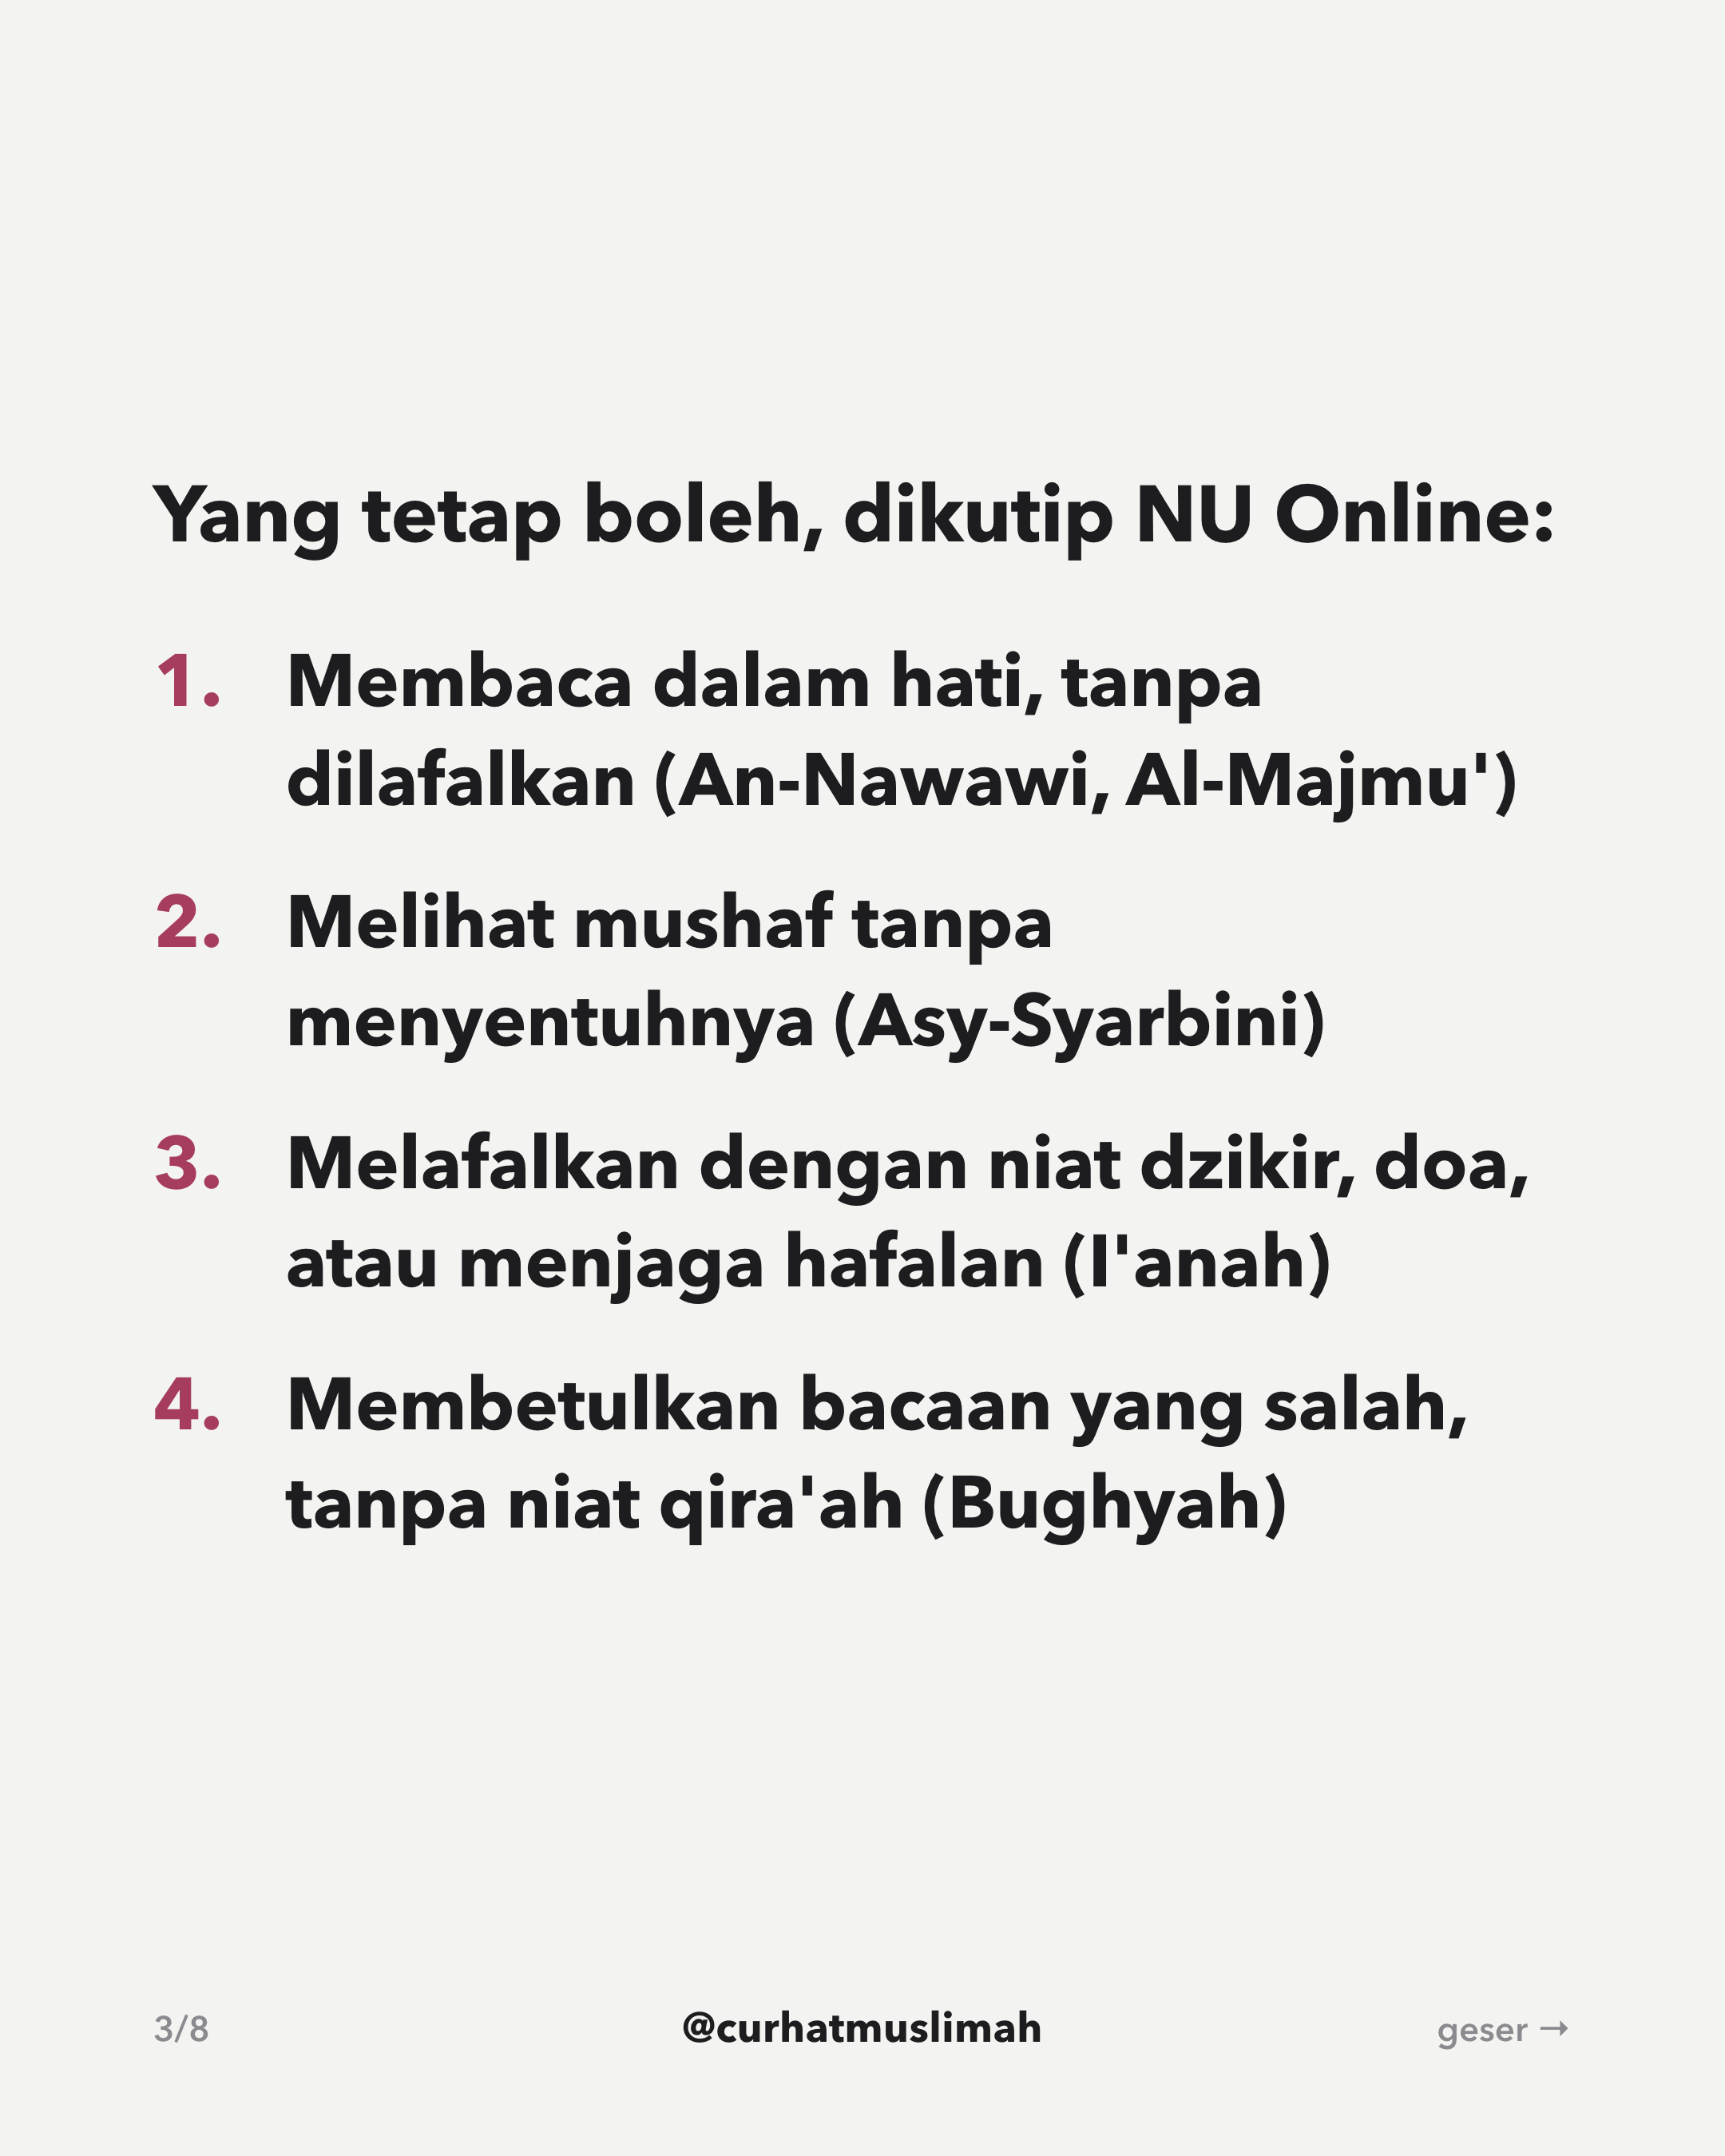 Yang tetap boleh, dikutip NU Online:
1. Membaca dalam hati, tanpa
dilafalkan (An-Nawawi, Al-Majmu')
2. Melihat mushaf tanpa
menyentuhnya (Asy-Syarbini)
3. Melafalkan dengan niat dzikir, doa,
atau menjaga hafalan (I'anah)
4. Membetulkan bacaan yang salah,
tanpa niat qira'ah (Bughyah)
3/8
@curhatmuslimah
geser →